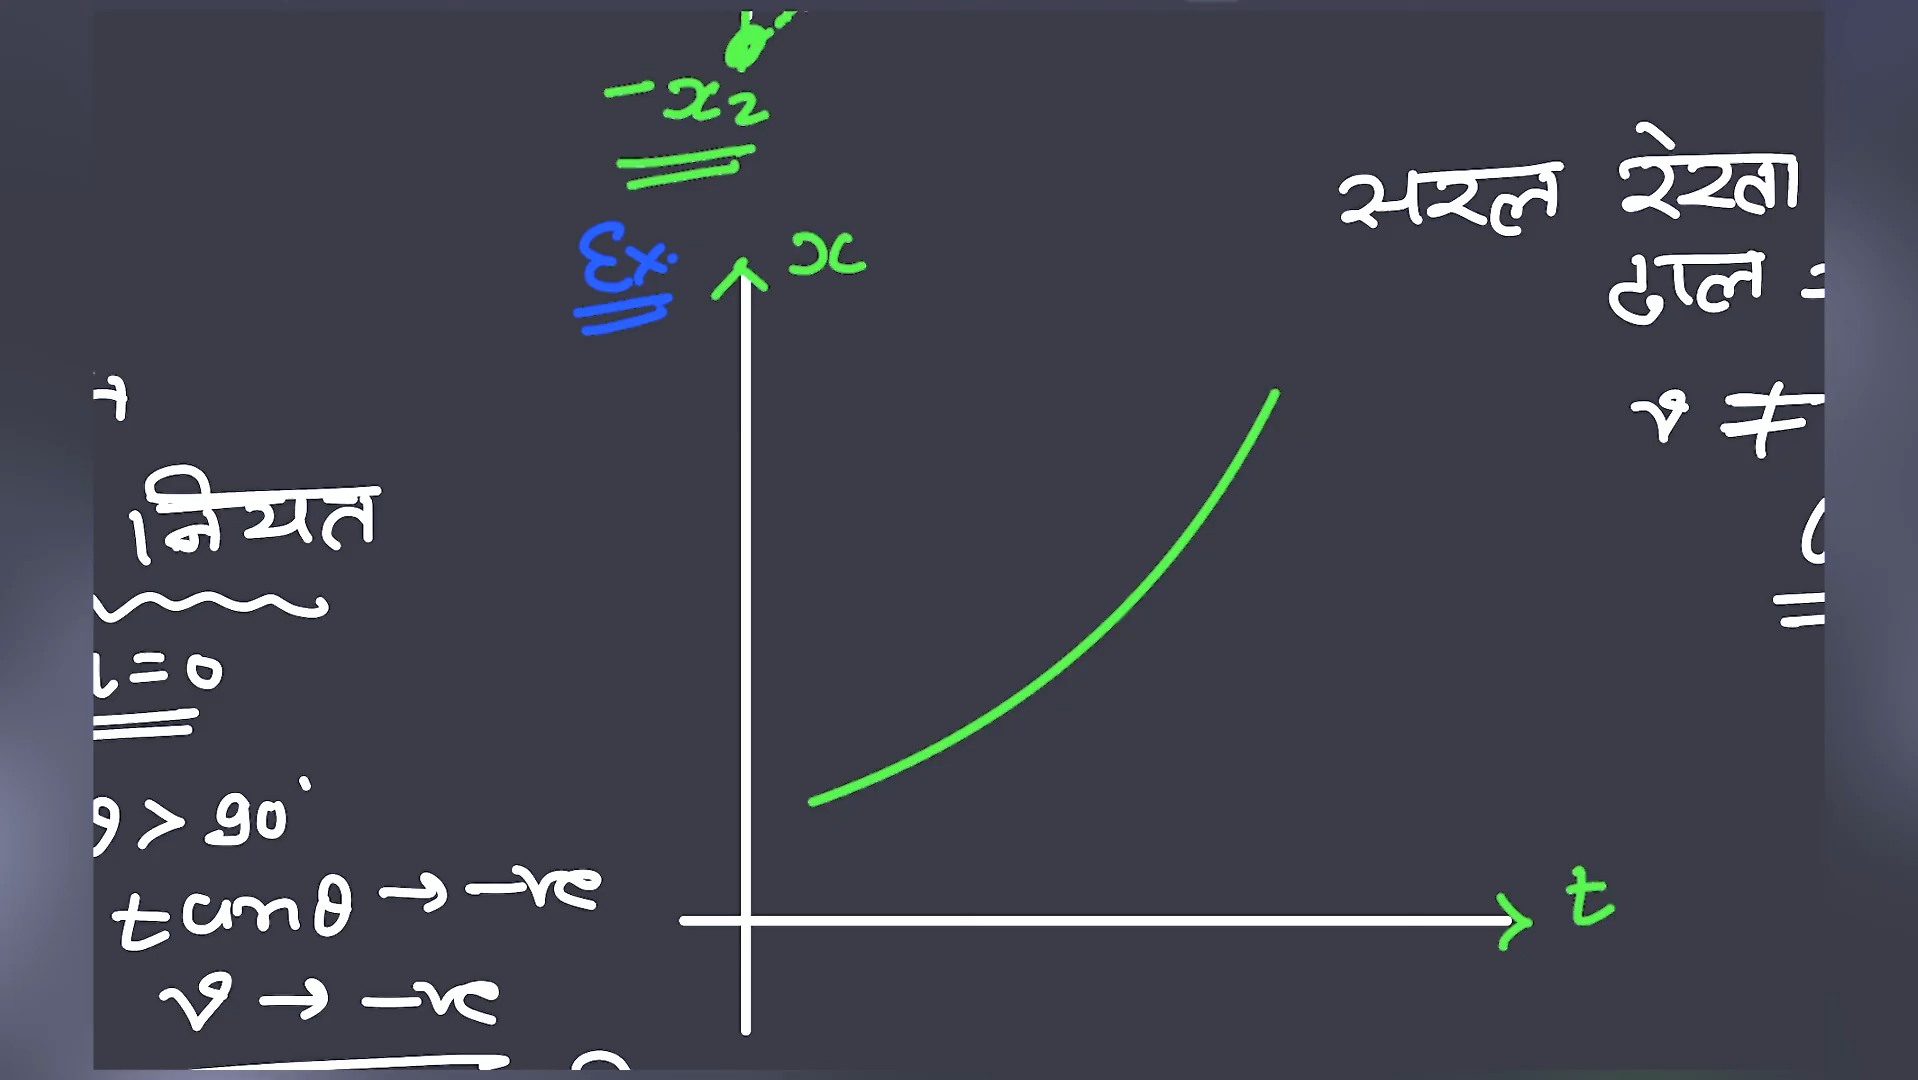 -x₂
Ex.
x
सरल रेखा
ढाल
v ≠
नियत
= 0
θ > 90°
tanθ → -ve
v → -ve
t